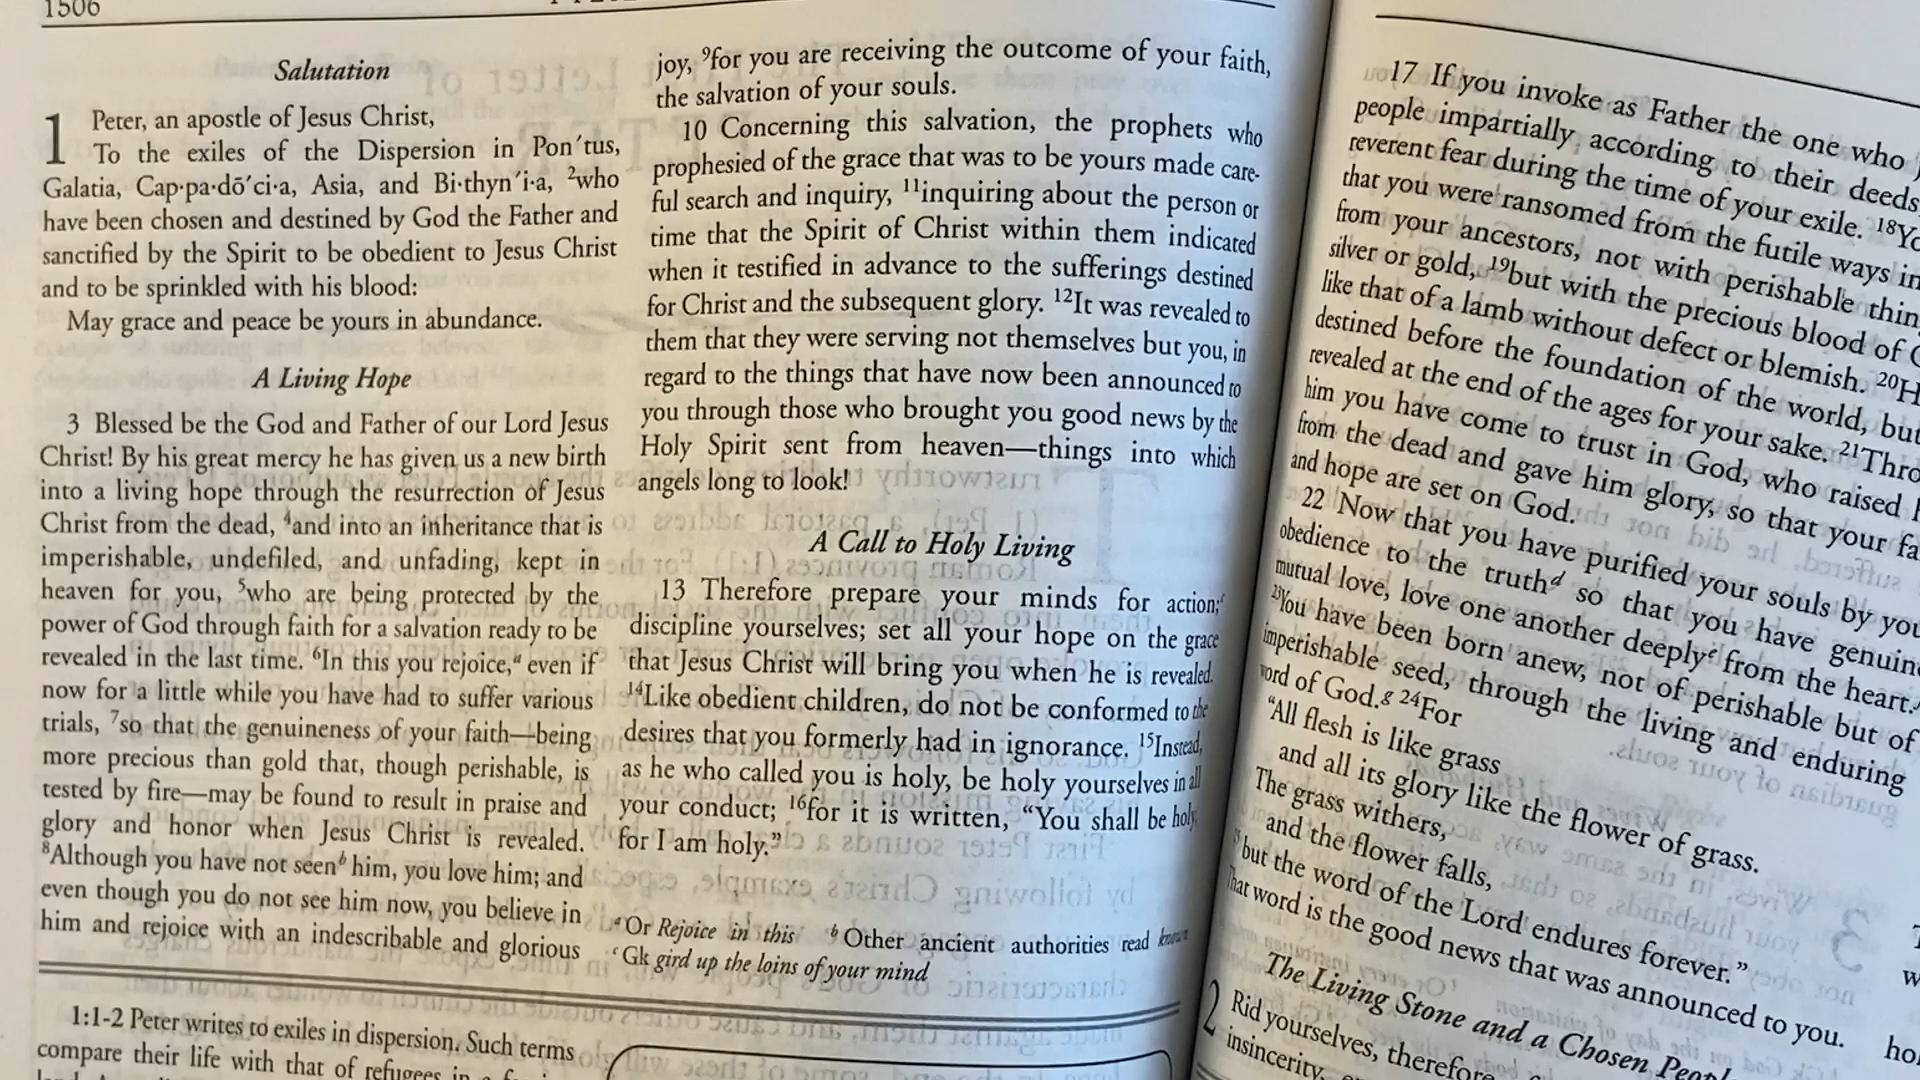 1506
Salutation
1 Peter, an apostle of Jesus Christ,
To the exiles of the Dispersion in Pon′tus,
Galatia, Cap·pa·dō′ci·a, Asia, and Bi·thyn′i·a, ²who
have been chosen and destined by God the Father and
sanctified by the Spirit to be obedient to Jesus Christ
and to be sprinkled with his blood:
May grace and peace be yours in abundance.
A Living Hope
3 Blessed be the God and Father of our Lord Jesus
Christ! By his great mercy he has given us a new birth
into a living hope through the resurrection of Jesus
Christ from the dead, ⁴and into an inheritance that is
imperishable, undefiled, and unfading, kept in
heaven for you, ⁵who are being protected by the
power of God through faith for a salvation ready to be
revealed in the last time. ⁶In this you rejoice,ᵃ even if
now for a little while you have had to suffer various
trials, ⁷so that the genuineness of your faith—being
more precious than gold that, though perishable, is
tested by fire—may be found to result in praise and
glory and honor when Jesus Christ is revealed.
⁸Although you have not seenᵇ him, you love him; and
even though you do not see him now, you believe in
him and rejoice with an indescribable and glorious
joy, ⁹for you are receiving the outcome of your faith,
the salvation of your souls.
10 Concerning this salvation, the prophets who
prophesied of the grace that was to be yours made care-
ful search and inquiry, ¹¹inquiring about the person or
time that the Spirit of Christ within them indicated
when it testified in advance to the sufferings destined
for Christ and the subsequent glory. ¹²It was revealed to
them that they were serving not themselves but you, in
regard to the things that have now been announced to
you through those who brought you good news by the
Holy Spirit sent from heaven—things into which
angels long to look!
A Call to Holy Living
13 Therefore prepare your minds for action;ᶜ
discipline yourselves; set all your hope on the grace
that Jesus Christ will bring you when he is revealed.
¹⁴Like obedient children, do not be conformed to the
desires that you formerly had in ignorance. ¹⁵Instead,
as he who called you is holy, be holy yourselves in all
your conduct; ¹⁶for it is written, “You shall be holy,
for I am holy.”
ᵃ Or Rejoice in this ᵇ Other ancient authorities read known
ᶜ Gk gird up the loins of your mind
1:1-2 Peter writes to exiles in dispersion. Such terms
compare their life with that of refugees in a
17 If you invoke as Father the one who
people impartially according to their deeds,
reverent fear during the time of your exile. ¹⁸
that you were ransomed from the futile ways
from your ancestors, not with perishable
silver or gold, ¹⁹but with the precious blood of
like that of a lamb without defect or blemish. ²⁰
destined before the foundation of the world, but
revealed at the end of the ages for your sake. ²¹
him you have come to trust in God, who raised
from the dead and gave him glory, so that your
and hope are set on God.
22 Now that you have purified your souls by
obedience to the truthᵈ so that you have
mutual love, love one another deeplyᵉ from the heart.
²³You have been born anew, not of perishable but of
imperishable seed, through the living and enduring
word of God.ᵍ ²⁴For
“All flesh is like grass
and all its glory like the flower of grass.
The grass withers,
and the flower falls,
²⁵ but the word of the Lord endures forever.”
That word is the good news that was announced to you.
The Living Stone and a Chosen
2 Rid yourselves, therefore
insincerity,